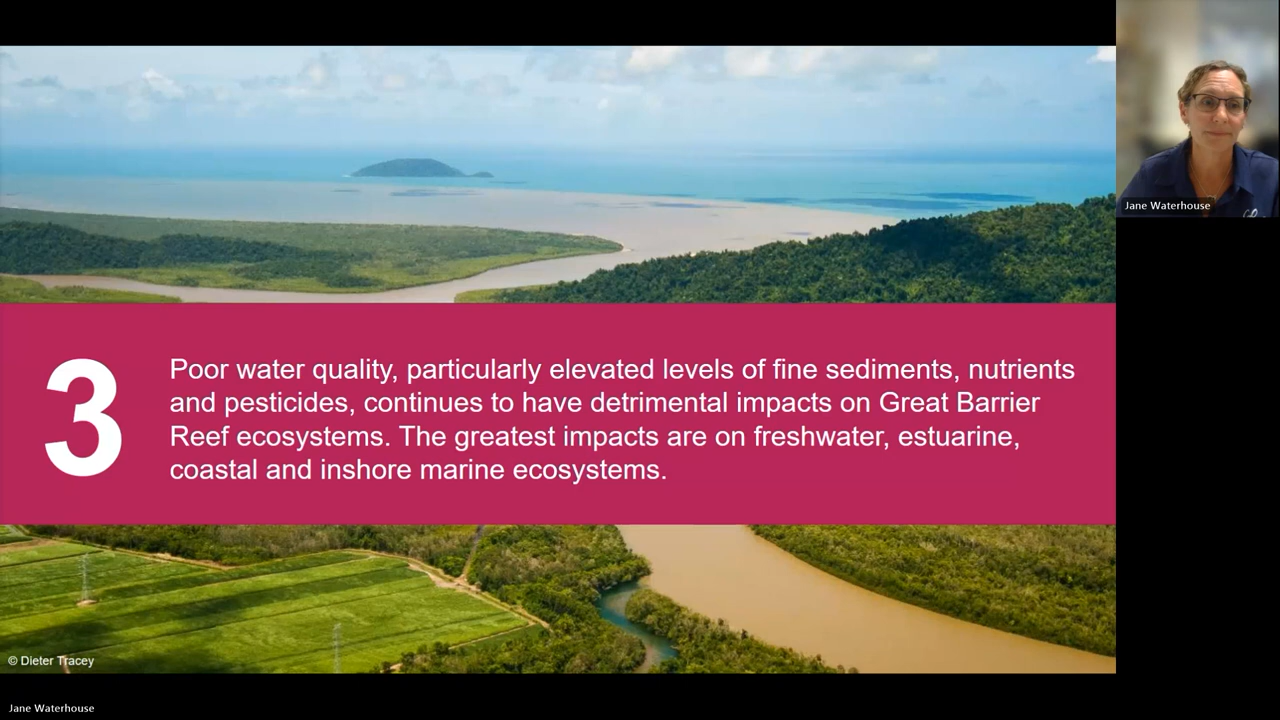 3
Poor water quality, particularly elevated levels of fine sediments, nutrients
and pesticides, continues to have detrimental impacts on Great Barrier
Reef ecosystems. The greatest impacts are on freshwater, estuarine,
coastal and inshore marine ecosystems.
© Dieter Tracey
Jane Waterhouse
Jane Waterhouse